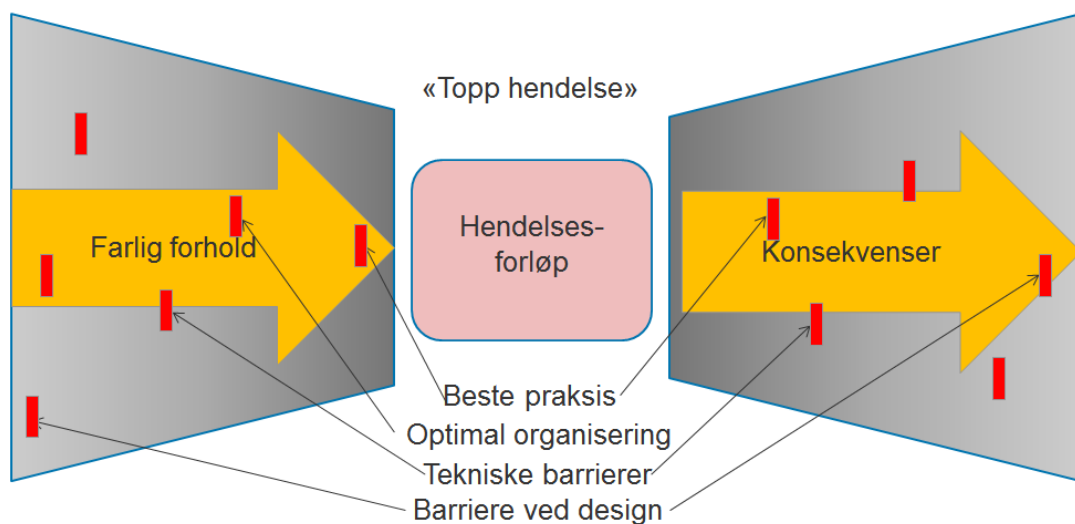 «Topp hendelse»
Farlig forhold
Hendelses-
forløp
Konsekvenser
Beste praksis
Optimal organisering
Tekniske barrierer
Barriere ved design